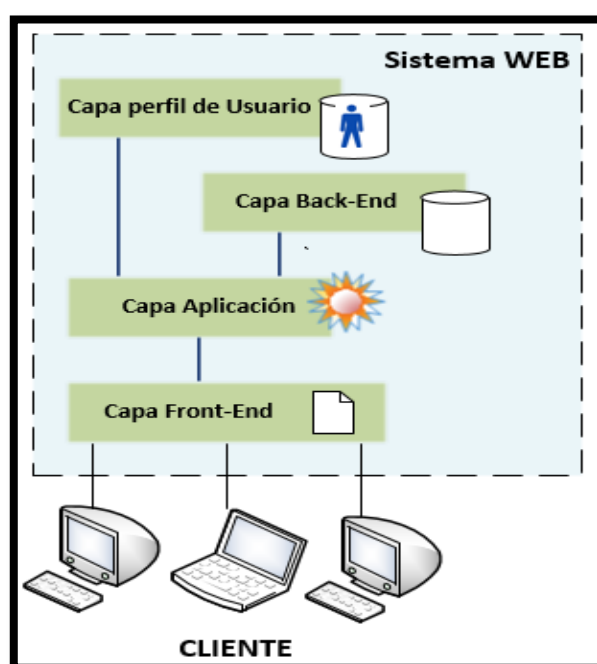 Sistema WEB
Capa perfil de Usuario
Capa Back-End
Capa Aplicación
Capa Front-End
CLIENTE